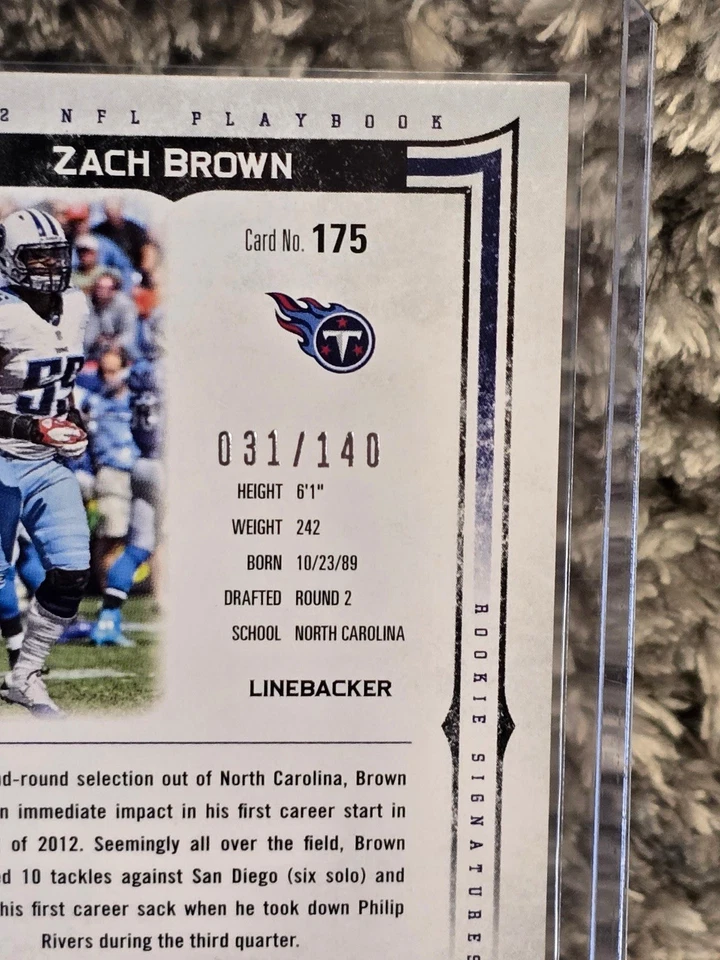 2 NFL PLAYBOOK
ZACH BROWN
Card No. 175
T
55
031/140
HEIGHT 6'1"
WEIGHT 242
BORN 10/23/89
DRAFTED ROUND 2
SCHOOL NORTH CAROLINA
LINEBACKER
ROOKIE SIGNATURES
d-round selection out of North Carolina, Brown
n immediate impact in his first career start in
of 2012. Seemingly all over the field, Brown
d 10 tackles against San Diego (six solo) and
his first career sack when he took down Philip
Rivers during the third quarter.